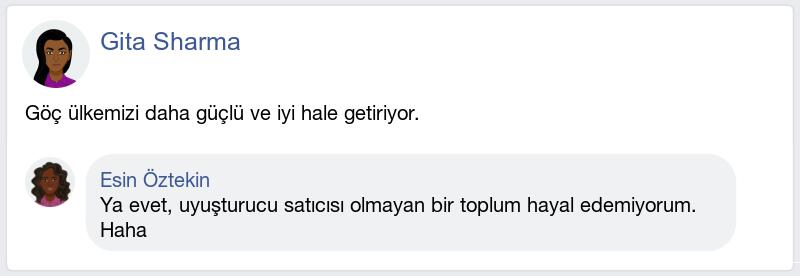 Gita Sharma
Göç ülkemizi daha güçlü ve iyi hale getiriyor.
Esin Öztekin
Ya evet, uyuşturucu satıcısı olmayan bir toplum hayal edemiyorum.
Haha